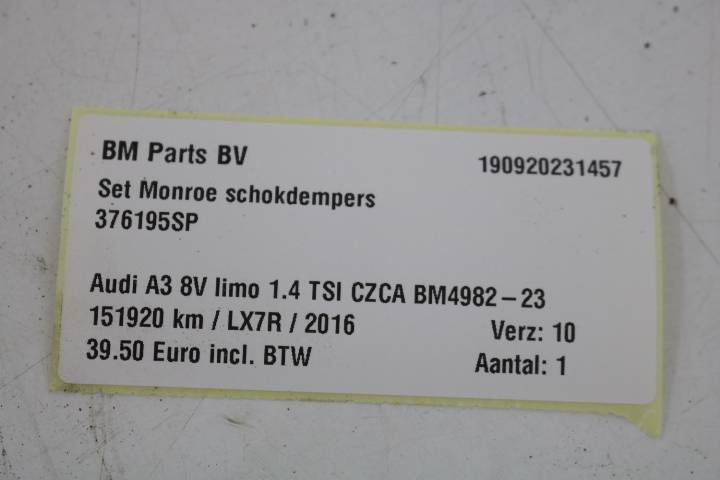 BM Parts BV 190920231457
Set Monroe schokdempers
376195SP
Audi A3 8V limo 1.4 TSI CZCA BM4982-23
151920 km / LX7R / 2016 Verz: 10
39.50 Euro incl. BTW Aantal: 1